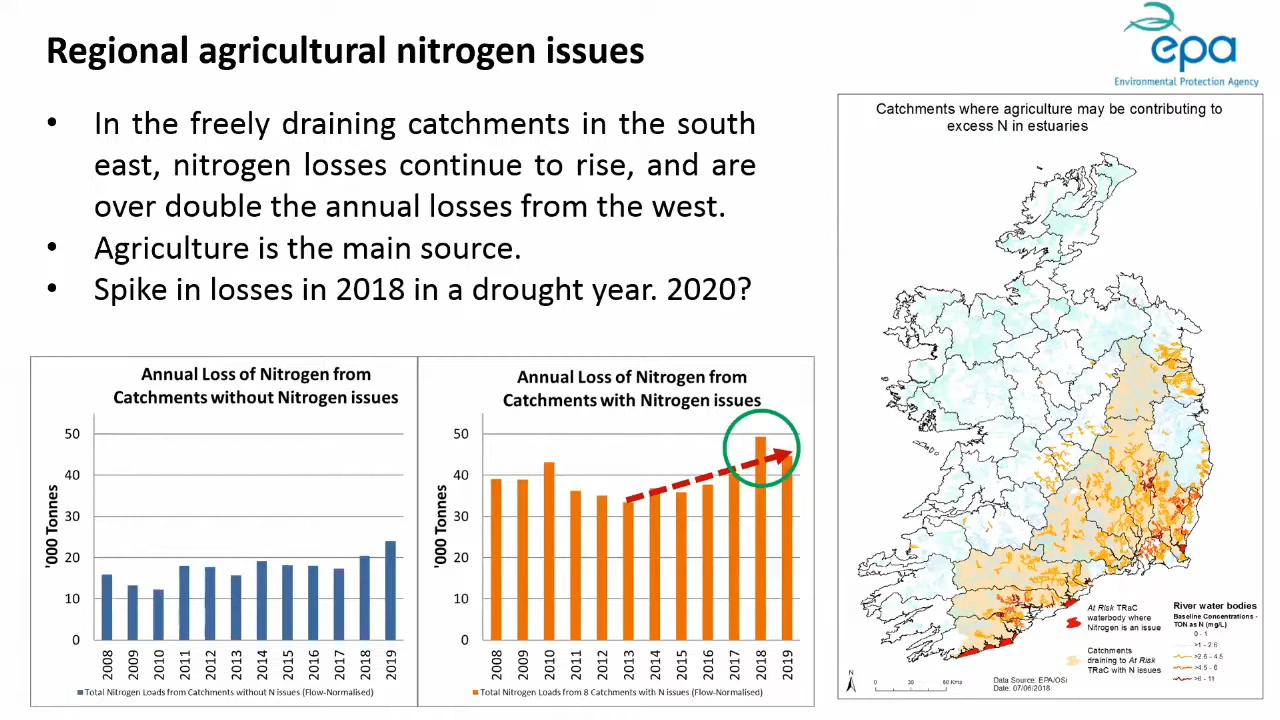 Regional agricultural nitrogen issues
epa
Environmental Protection Agency
• In the freely draining catchments in the south
east, nitrogen losses continue to rise, and are
over double the annual losses from the west.
• Agriculture is the main source.
• Spike in losses in 2018 in a drought year. 2020?
Annual Loss of Nitrogen from
Catchments without Nitrogen issues
'000 Tonnes
50
40
30
20
10
0
2008 2009 2010 2011 2012 2013 2014 2015 2016 2017 2018 2019
Total Nitrogen Loads from Catchments without N issues (Flow-Normalised)
Annual Loss of Nitrogen from
Catchments with Nitrogen issues
'000 Tonnes
50
40
30
20
10
0
2008 2009 2010 2011 2012 2013 2014 2015 2016 2017 2018 2019
Total Nitrogen Loads from 8 Catchments with N issues (Flow-Normalised)
Catchments where agriculture may be contributing to
excess N in estuaries
At Risk TRaC
waterbody where
Nitrogen is an issue
Catchments
draining to At Risk
TRaC with N issues
River water bodies
Baseline Concentrations -
TON as N (mg/L)
0 - 1
>1 - 2.6
>2.6 - 4.5
>4.5 - 6
>6 - 11
N
0 30 60 Kms
Data Source: EPA/OSi
Date: 07/06/2018